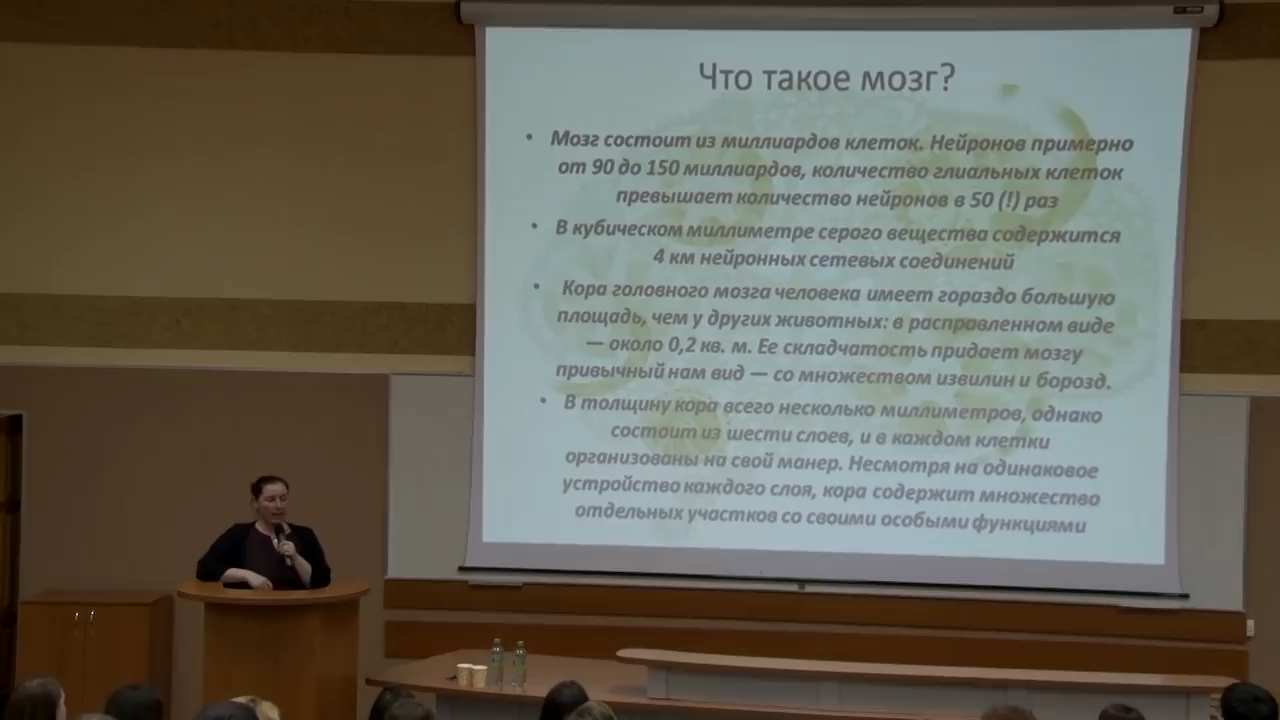 Что такое мозг?
• Мозг состоит из миллиардов клеток. Нейронов примерно
от 90 до 150 миллиардов, количество глиальных клеток
превышает количество нейронов в 50 (!) раз
• В кубическом миллиметре серого вещества содержится
4 км нейронных сетевых соединений
• Кора головного мозга человека имеет гораздо большую
площадь, чем у других животных: в расправленном виде
— около 0,2 кв. м. Ее складчатость придает мозгу
привычный нам вид — со множеством извилин и борозд.
• В толщину кора всего несколько миллиметров, однако
состоит из шести слоев, и в каждом клетки
организованы на свой манер. Несмотря на одинаковое
устройство каждого слоя, кора содержит множество
отдельных участков со своими особыми функциями